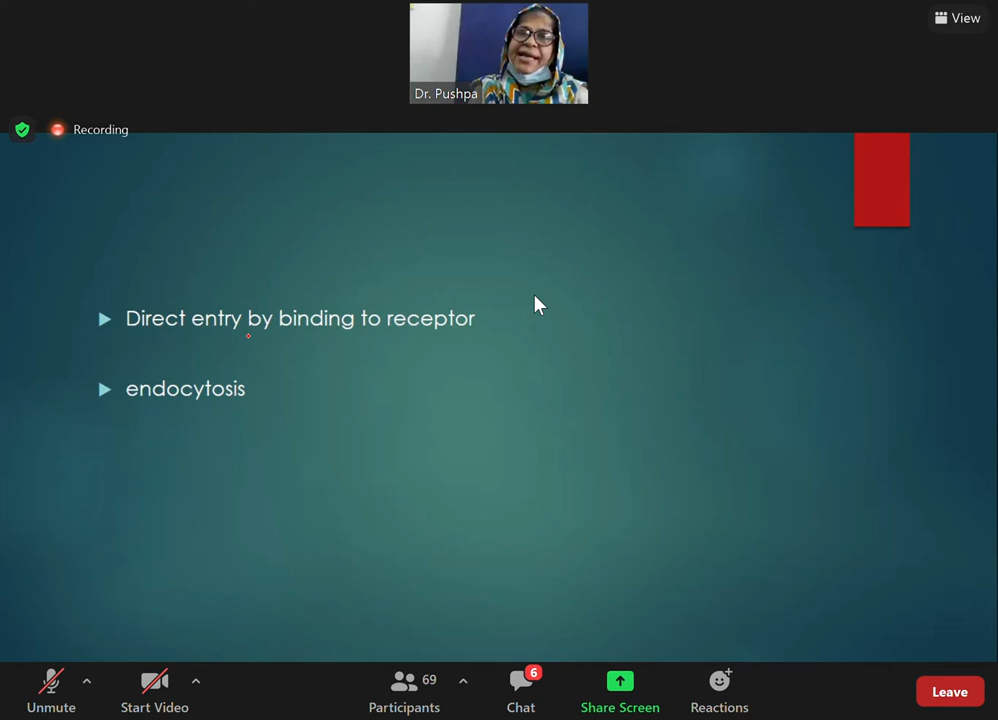 View
Dr. Pushpa
Recording
Direct entry by binding to receptor
endocytosis
69
6
Unmute
Start Video
Participants
Chat
Share Screen
Reactions
Leave